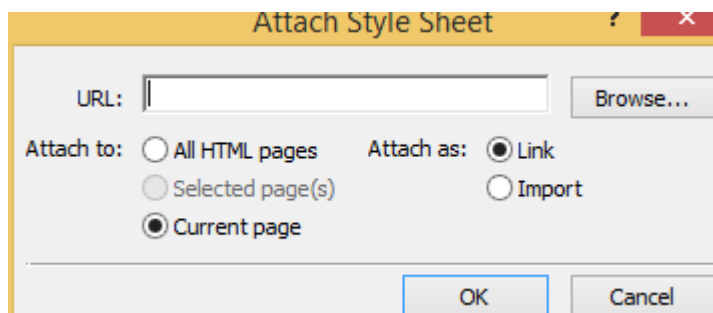 Attach Style Sheet ? ×
URL: Browse...
Attach to: All HTML pages Attach as: Link
Selected page(s) Import
Current page
OK Cancel